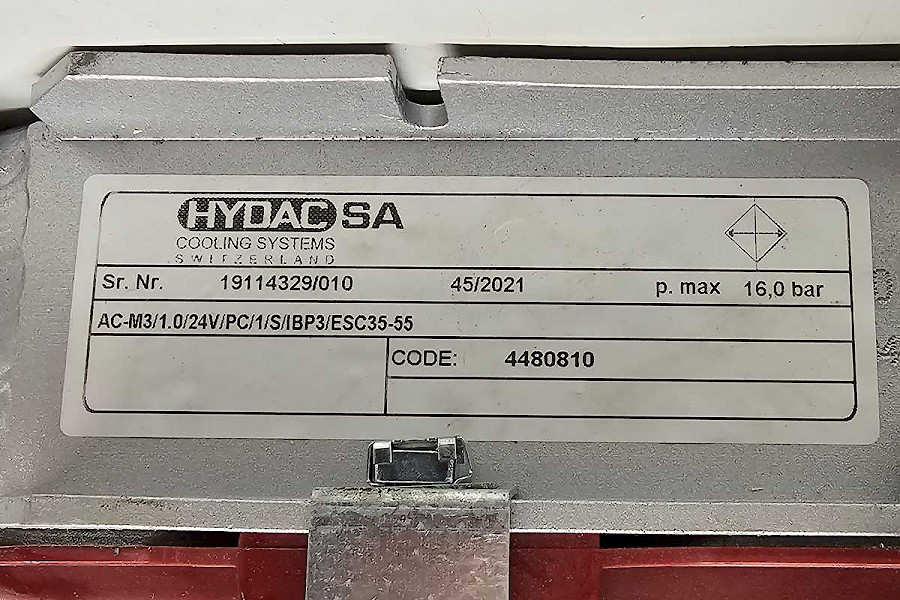 HYDAC SA
COOLING SYSTEMS
SWITZERLAND
Sr. Nr. 19114329/010 45/2021 p. max 16,0 bar
AC-M3/1.0/24V/PC/1/S/IBP3/ESC35-55
CODE: 4480810